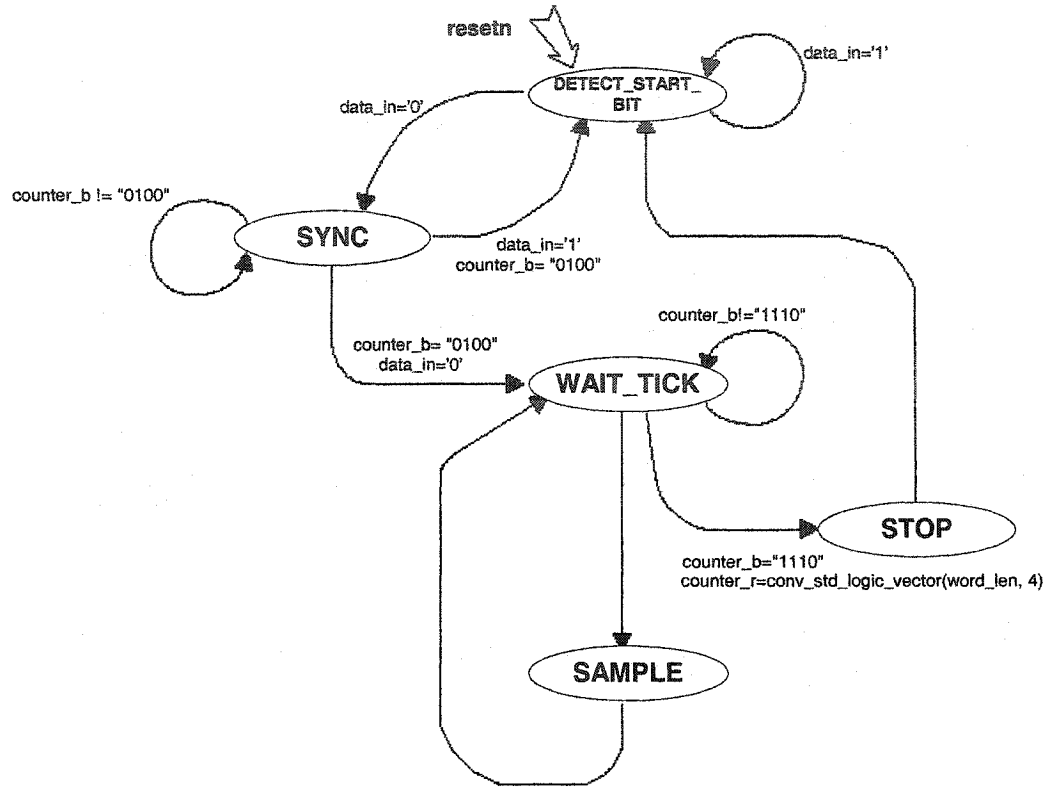 resetn
data_in='1'
DETECT_START_
BIT
data_in='0'
counter_b != "0100"
SYNC
data_in='1'
counter_b= "0100"
counter_b!="1110"
counter_b= "0100"
data_in='0'
WAIT_TICK
STOP
counter_b="1110"
counter_r=conv_std_logic_vector(word_len, 4)
SAMPLE